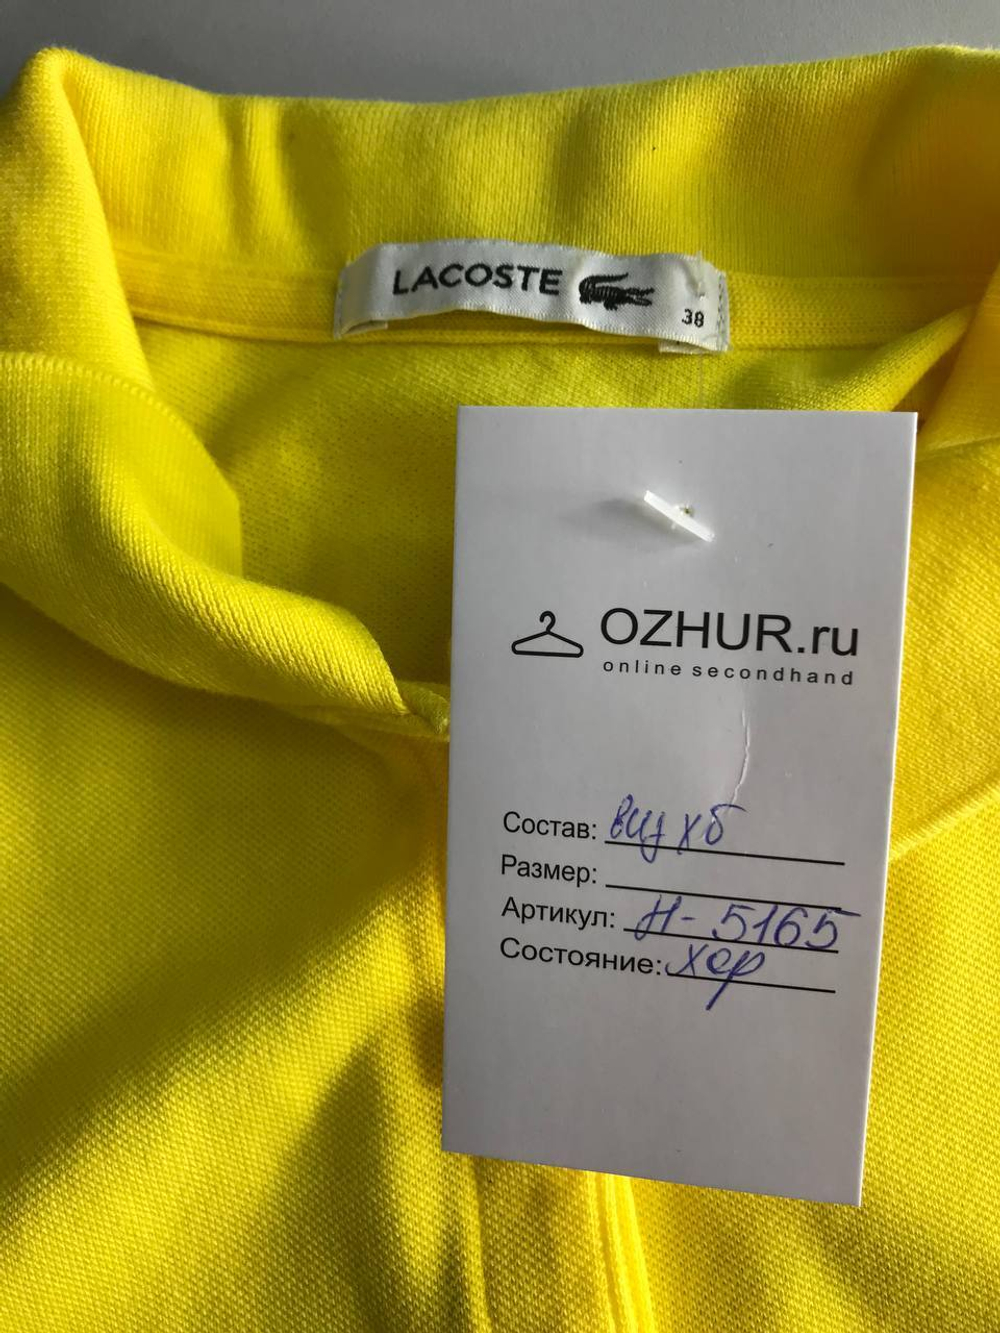 LACOSTE
38
OZHUR.ru
online secondhand
Состав: виз хб
Размер:
Артикул: Н-5165
Состояние: хор